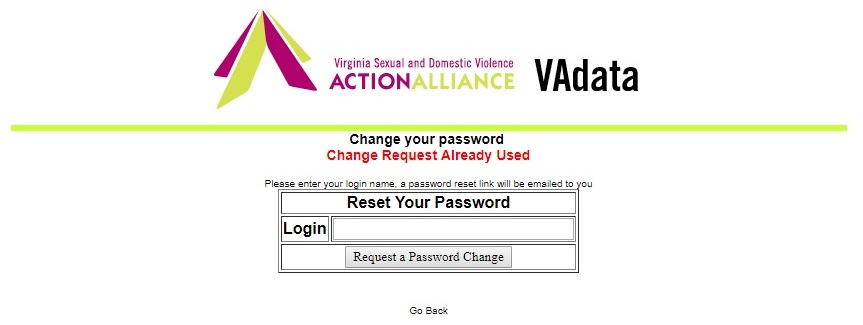 Virginia Sexual and Domestic Violence
ACTIONALLIANCE
VAdata
Change your password
Change Request Already Used
Please enter your login name, a password reset link will be emailed to you
Reset Your Password
Login
Request a Password Change
Go Back